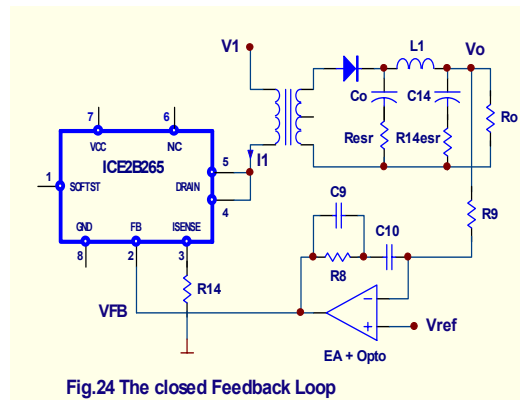 V1
L1
Vo
Co
C14
Ro
Resr
R14esr
7
6
VCC
NC
ICE2B265
I1
1
SOFTST
DRAIN
5
4
GND
FB
ISENSE
8
2
3
C9
C10
R9
R8
R14
VFB
−
+
Vref
EA + Opto
Fig.24 The closed Feedback Loop